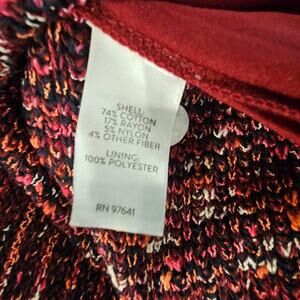 SHELL:
74% COTTON
17% RAYON
5% NYLON
4% OTHER FIBER
LINING:
100% POLYESTER
RN 97641